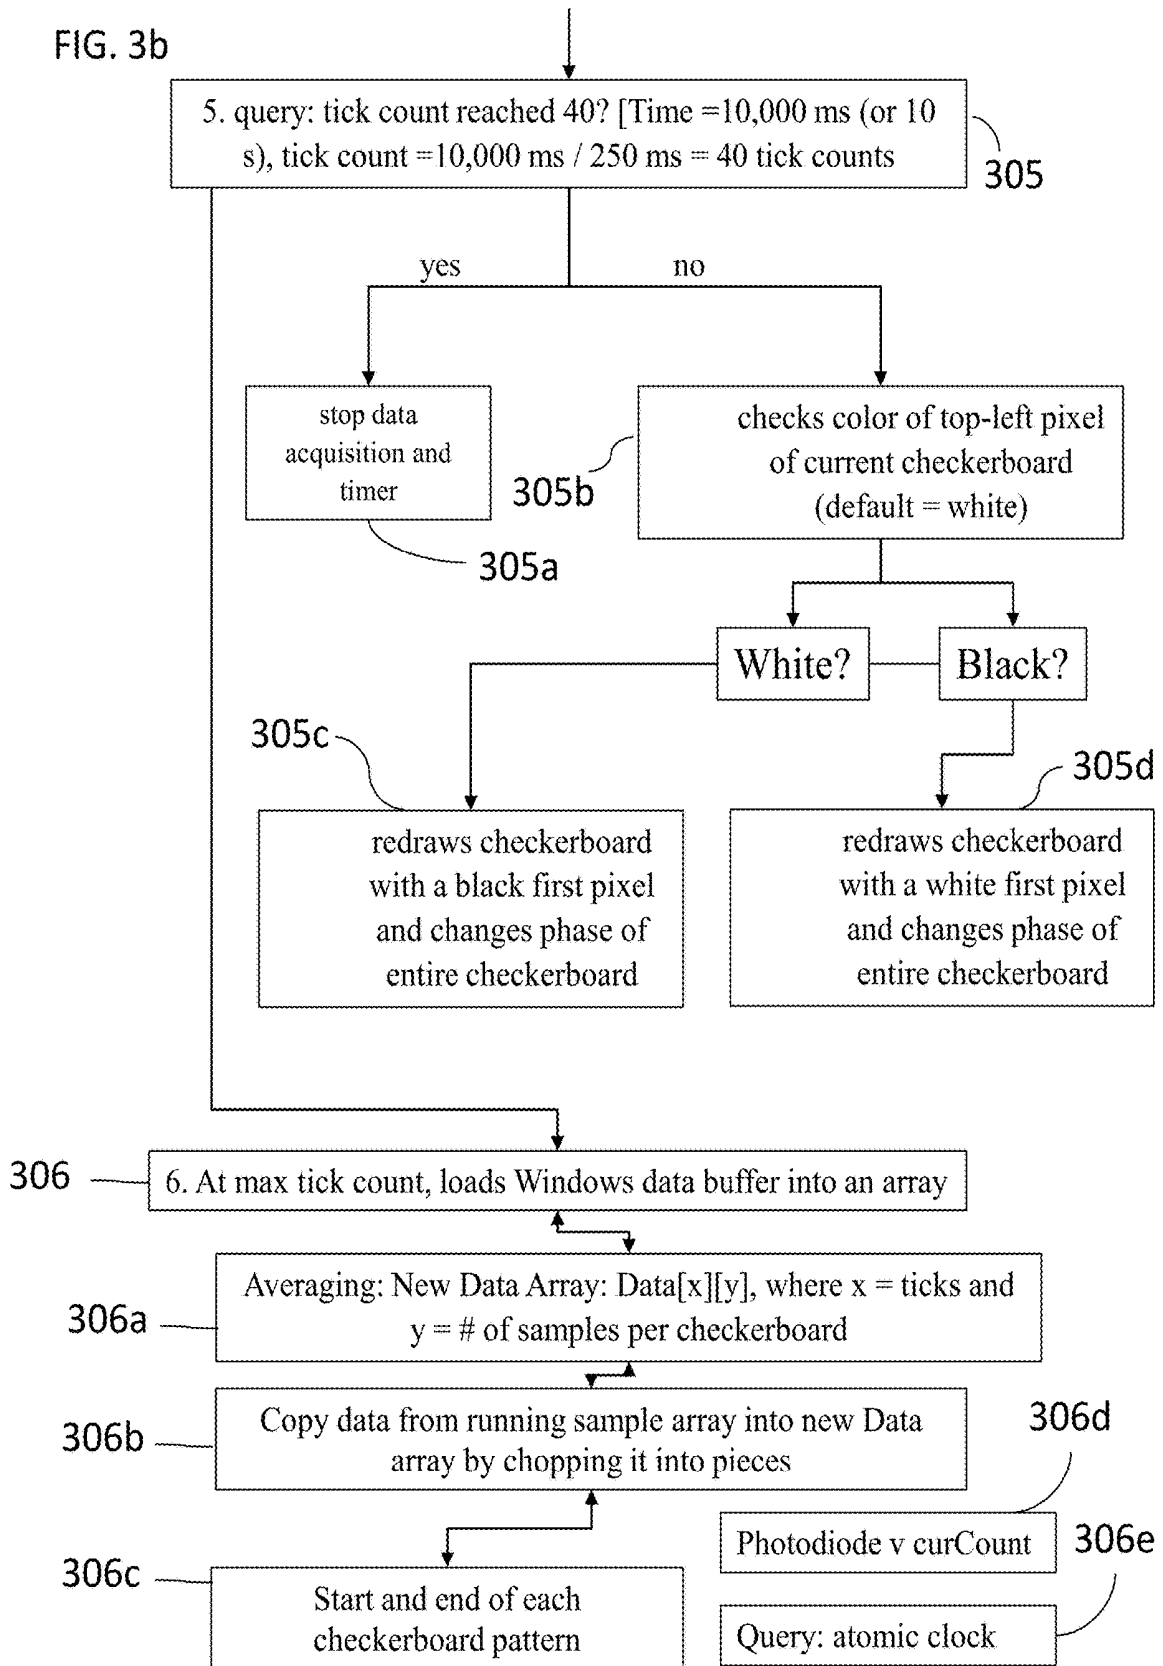 FIG. 3b
5. query: tick count reached 40? [Time =10,000 ms (or 10
s), tick count =10,000 ms / 250 ms = 40 tick counts
305
yes
no
stop data
acquisition and
timer
305a
checks color of top-left pixel
of current checkerboard
(default = white)
305b
White?
Black?
305c
305d
redraws checkerboard
with a black first pixel
and changes phase of
entire checkerboard
redraws checkerboard
with a white first pixel
and changes phase of
entire checkerboard
306
6. At max tick count, loads Windows data buffer into an array
306a
Averaging: New Data Array: Data[x][y], where x = ticks and
y = # of samples per checkerboard
306b
Copy data from running sample array into new Data
array by chopping it into pieces
306d
Photodiode v curCount
306e
306c
Start and end of each
checkerboard pattern
Query: atomic clock